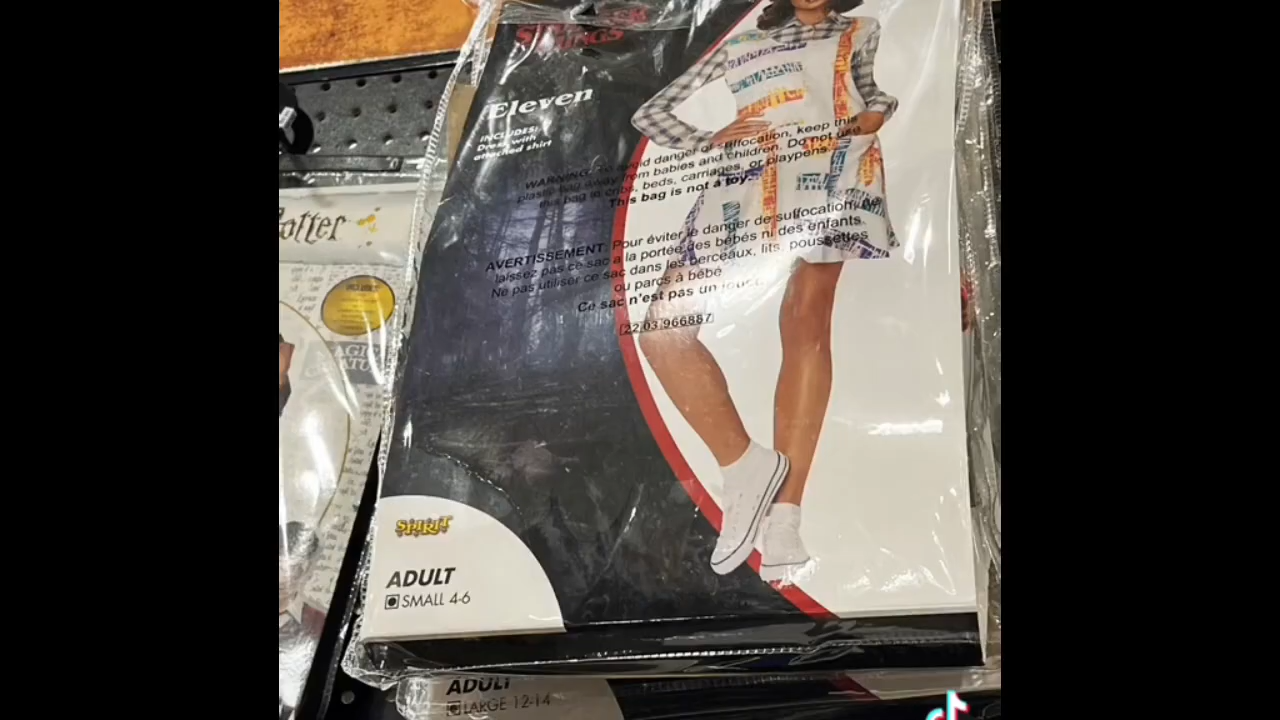 Eleven
INCLUDES:
Dress with
attached shirt
WARNING: To avoid danger of suffocation, keep this
plastic bag away from babies and children. Do not use
this bag in cribs, beds, carriages, or playpens.
This bag is not a toy.
AVERTISSEMENT: Pour éviter le danger de suffocation, ne
laissez pas ce sac à la portée des bébés ni des enfants.
Ne pas utiliser ce sac dans les berceaux, lits, poussettes
ou parcs à bébé
Ce sac n'est pas un jouet.
22.03.966887
SPIRIT
ADULT
SMALL 4-6
ADULT
LARGE 12-14